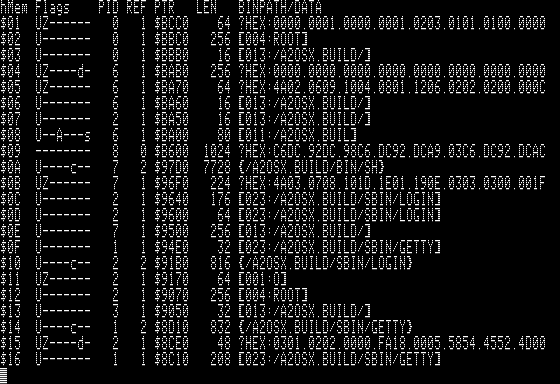 hMem Flags PID REF PTR LEN BINPATH/DATA
$01 UZ------ 0 1 $BCC0 64 ?HEX:0000.0001.0001.0203.0101.0100.0000
$02 U------- 0 1 $BBC0 256 [004:ROOT]
$03 U------- 0 1 $BBB0 16 [013:/A2OSX.BUILD/]
$04 UZ----d- 6 1 $BAB0 256 ?HEX:0000.0000.0000.0000.0000.0000.0000
$05 UZ------ 6 1 $BA70 64 ?HEX:4A02.0609.1004.0801.1206.0202.0200.000C
$06 U------- 6 1 $BA60 16 [013:/A2OSX.BUILD/]
$07 U------- 2 1 $BA50 16 [013:/A2OSX.BUILD/]
$08 U--A---s 6 1 $BA00 80 [011:/A2OSX.BUIL]
$09 -------- 8 0 $B600 1024 ?HEX:C6DC.92DC.98C6.DC92.DCA9.03C6.DC92.DCAC
$0A U----c-- 7 2 $97D0 7728 {/A2OSX.BUILD/BIN/SH}
$0B UZ------ 7 1 $96F0 224 ?HEX:4A03.0708.101D.1E01.190E.0303.0300.001F
$0C U------- 2 1 $9640 176 [023:/A2OSX.BUILD/SBIN/LOGIN]
$0D U------- 2 1 $9600 64 [023:/A2OSX.BUILD/SBIN/LOGIN]
$0E U------- 7 1 $9500 256 [013:/A2OSX.BUILD/]
$0F U------- 1 1 $94E0 32 [023:/A2OSX.BUILD/SBIN/GETTY]
$10 U----c-- 2 2 $91B0 816 {/A2OSX.BUILD/SBIN/LOGIN}
$11 UZ------ 2 1 $9170 64 [001:0]
$12 U------- 2 1 $9070 256 [004:ROOT]
$13 U------- 3 1 $9050 32 [013:/A2OSX.BUILD/]
$14 U----c-- 1 2 $8D10 832 {/A2OSX.BUILD/SBIN/GETTY}
$15 UZ----d- 2 1 $8CE0 48 ?HEX:0301.0202.0000.FA18.0005.5854.4552.4D00
$16 U------- 1 1 $8C10 208 [023:/A2OSX.BUILD/SBIN/GETTY]